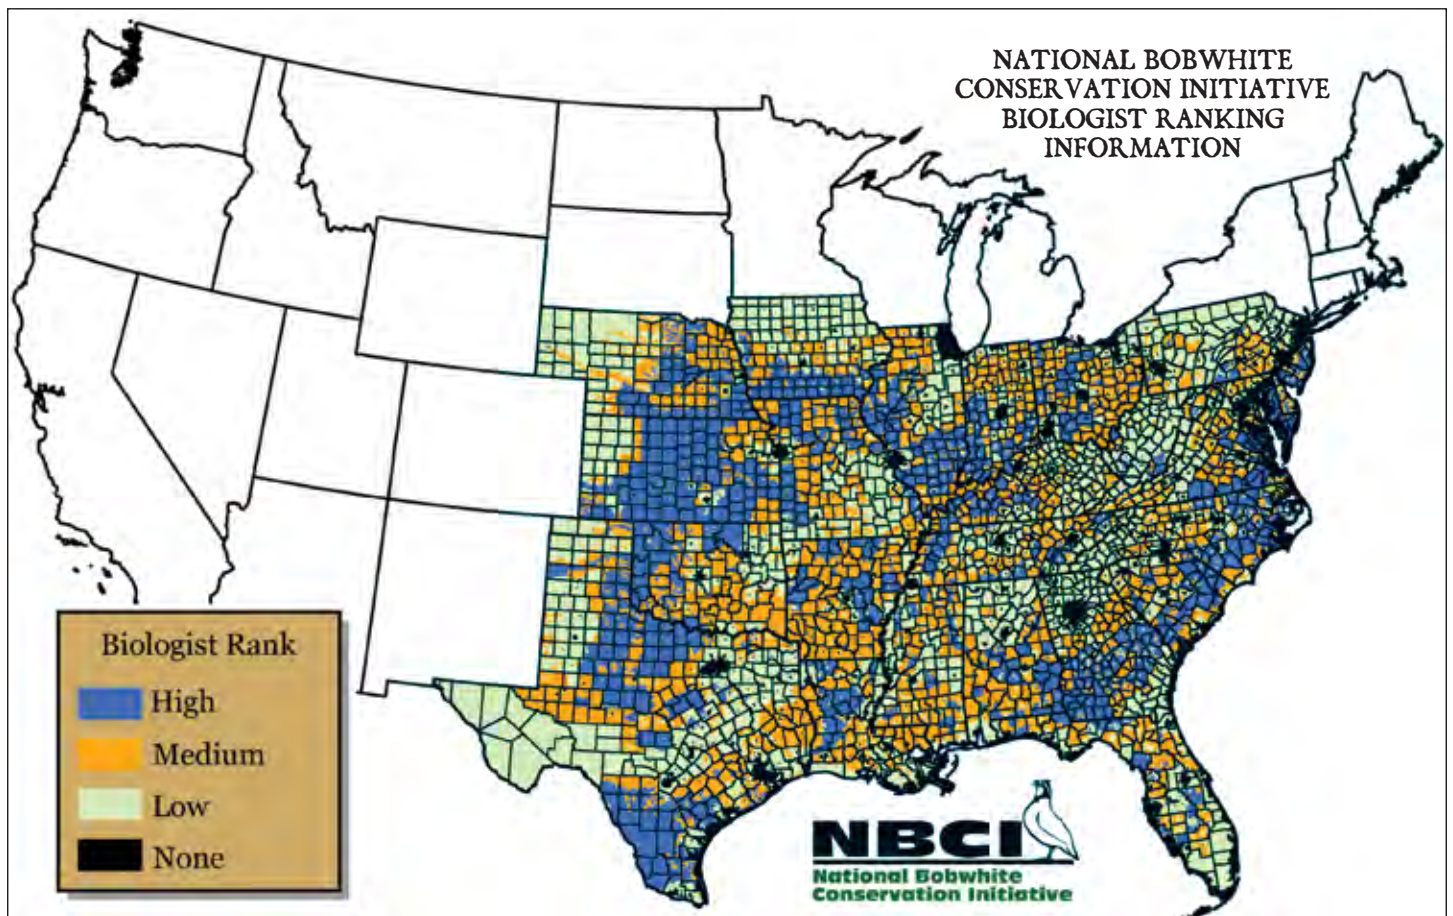 NATIONAL BOBWHITE
CONSERVATION INITIATIVE
BIOLOGIST RANKING
INFORMATION
Biologist Rank
High
Medium
Low
None
NBCI
National Bobwhite
Conservation Initiative